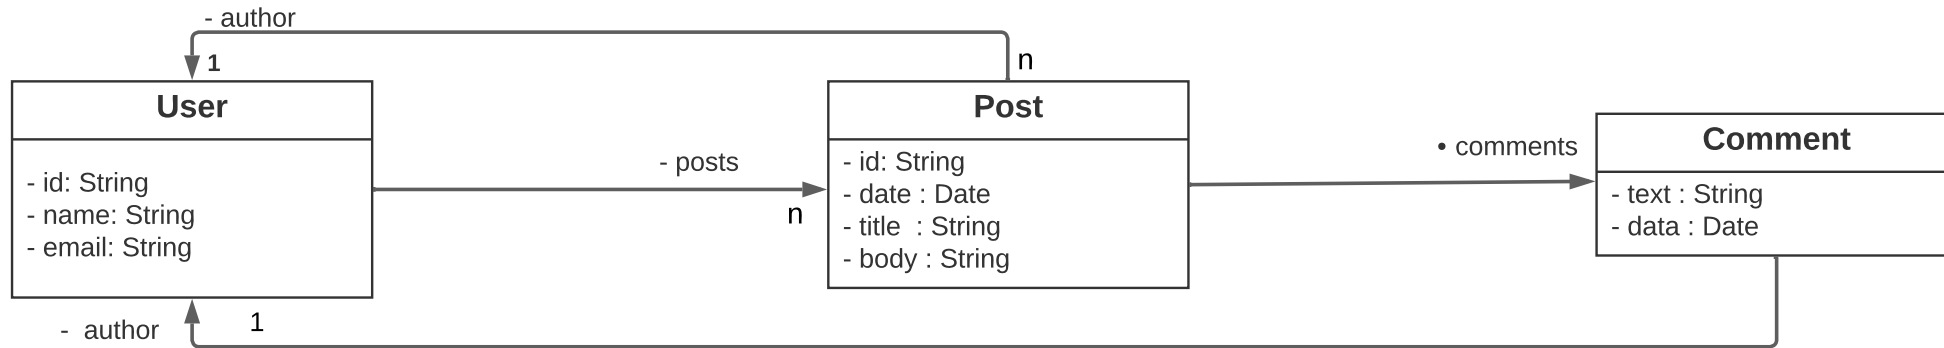 - author
1
n
User
- id: String
- name: String
- email: String
- posts
n
Post
- id: String
- date : Date
- title  : String
- body : String
• comments
Comment
- text : String
- data : Date
-  author
1